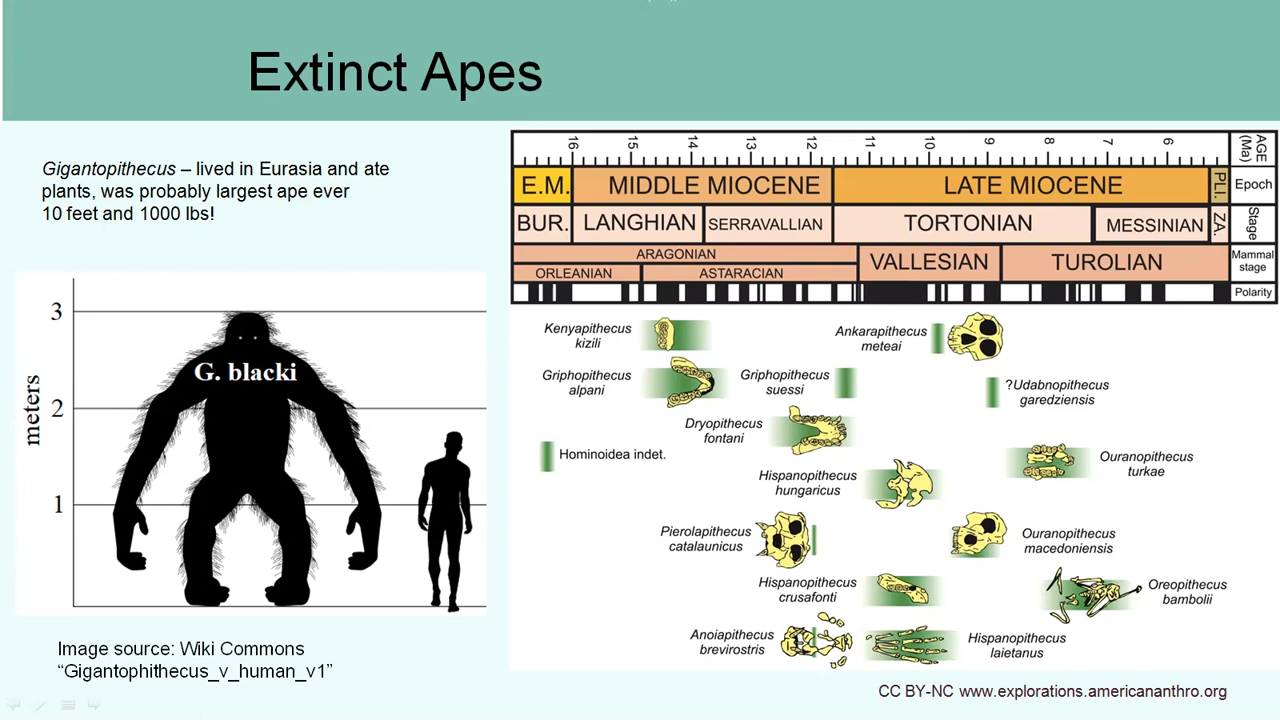 Extinct Apes
Gigantopithecus – lived in Eurasia and ate
plants, was probably largest ape ever
10 feet and 1000 lbs!
3
2
1
meters
G. blacki
Image source: Wiki Commons
“Gigantophithecus_v_human_v1”
16 15 14 13 12 11 10 9 8 7 6 AGE (Ma)
E.M. MIDDLE MIOCENE LATE MIOCENE PLI. Epoch
BUR. LANGHIAN SERRAVALLIAN TORTONIAN MESSINIAN ZA. Stage
ARAGONIAN VALLESIAN TUROLIAN Mammal stage
ORLEANIAN ASTARACIAN
Polarity
Kenyapithecus
kizili
Ankarapithecus
meteai
Griphopithecus
alpani
Griphopithecus
suessi
?Udabnopithecus
garedziensis
Dryopithecus
fontani
Hominoidea indet.
Ouranopithecus
turkae
Hispanopithecus
hungaricus
Pierolapithecus
catalaunicus
Ouranopithecus
macedoniensis
Hispanopithecus
crusafonti
Oreopithecus
bambolii
Anoiapithecus
brevirostris
Hispanopithecus
laietanus
CC BY-NC www.explorations.americananthro.org